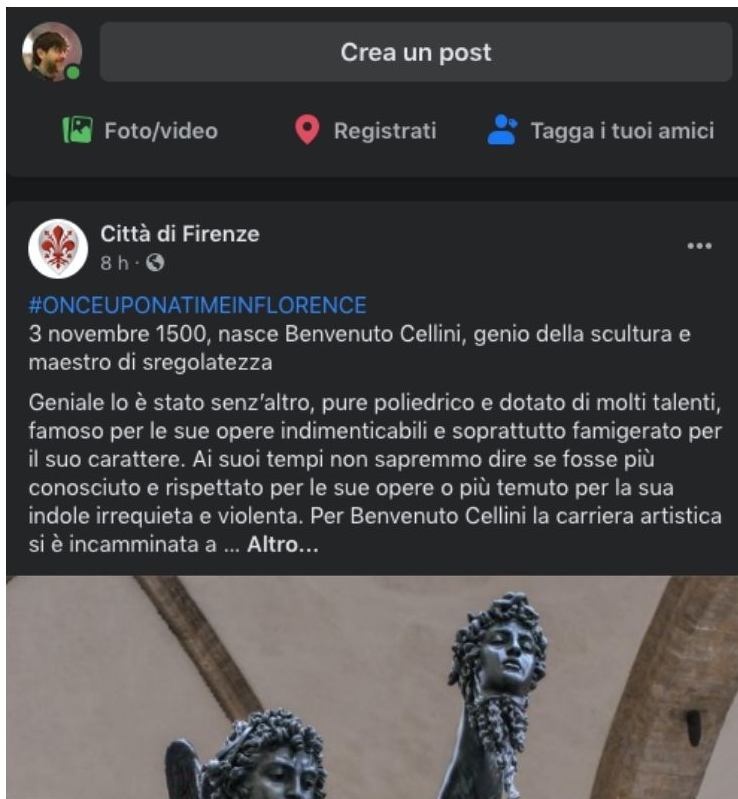 Crea un post
Foto/video
Registrati
Tagga i tuoi amici
Città di Firenze
8 h ·
#ONCEUPONATIMEINFLORENCE
3 novembre 1500, nasce Benvenuto Cellini, genio della scultura e
maestro di sregolatezza
Geniale lo è stato senz’altro, pure poliedrico e dotato di molti talenti,
famoso per le sue opere indimenticabili e soprattutto famigerato per
il suo carattere. Ai suoi tempi non sapremmo dire se fosse più
conosciuto e rispettato per le sue opere o più temuto per la sua
indole irrequieta e violenta. Per Benvenuto Cellini la carriera artistica
si è incamminata a ... Altro...